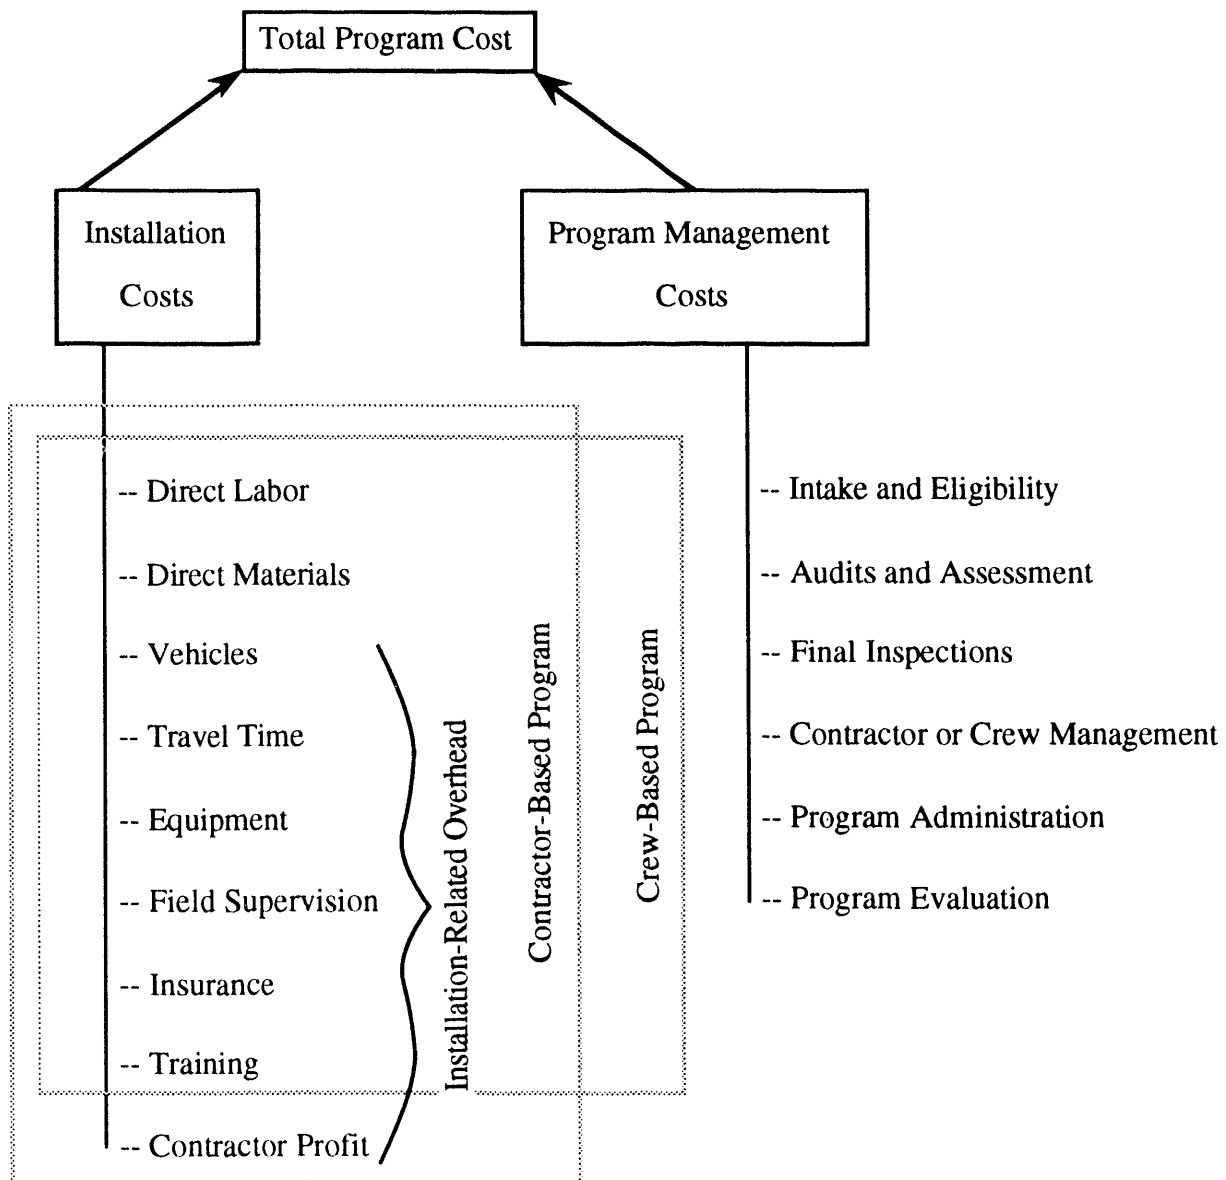 Total Program Cost
Installation
Costs
Program Management
Costs
-- Direct Labor
-- Direct Materials
-- Vehicles
-- Travel Time
-- Equipment
-- Field Supervision
-- Insurance
-- Training
-- Contractor Profit
Installation-Related Overhead
Contractor-Based Program
Crew-Based Program
-- Intake and Eligibility
-- Audits and Assessment
-- Final Inspections
-- Contractor or Crew Management
-- Program Administration
-- Program Evaluation